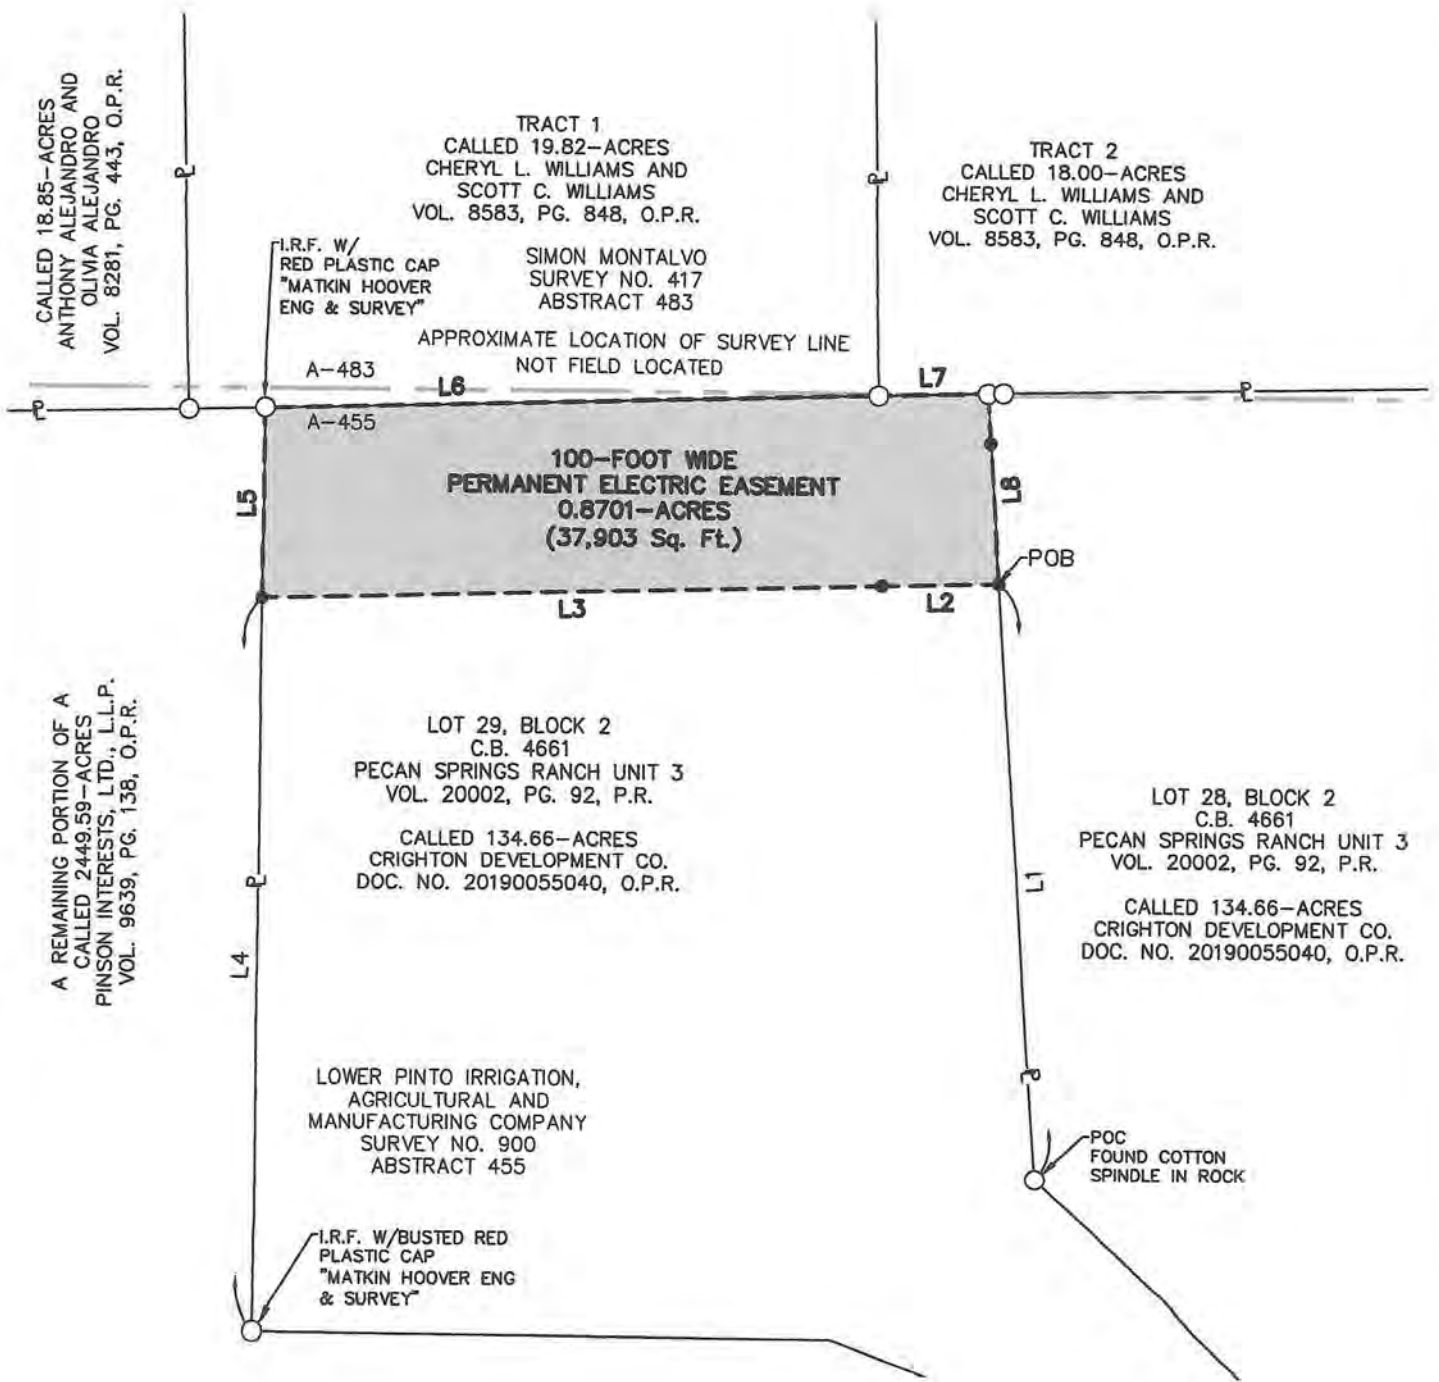 CALLED 18.85-ACRES
ANTHONY ALEJANDRO AND
OLIVIA ALEJANDRO
VOL. 8281, PG. 443, O.P.R.
TRACT 1
CALLED 19.82-ACRES
CHERYL L. WILLIAMS AND
SCOTT C. WILLIAMS
VOL. 8583, PG. 848, O.P.R.
SIMON MONTALVO
SURVEY NO. 417
ABSTRACT 483
TRACT 2
CALLED 18.00-ACRES
CHERYL L. WILLIAMS AND
SCOTT C. WILLIAMS
VOL. 8583, PG. 848, O.P.R.
I.R.F. W/
RED PLASTIC CAP
"MATKIN HOOVER
ENG & SURVEY"
APPROXIMATE LOCATION OF SURVEY LINE
NOT FIELD LOCATED
A-483
L6
L7
A-455
100-FOOT WIDE
PERMANENT ELECTRIC EASEMENT
0.8701-ACRES
(37,903 Sq. Ft.)
L5
L8
POB
L3
L2
A REMAINING PORTION OF A
CALLED 2449.59-ACRES
PINSON INTERESTS, LTD., L.L.P.
VOL. 9639, PG. 138, O.P.R.
LOT 29, BLOCK 2
C.B. 4661
PECAN SPRINGS RANCH UNIT 3
VOL. 20002, PG. 92, P.R.
CALLED 134.66-ACRES
CRIGHTON DEVELOPMENT CO.
DOC. NO. 20190055040, O.P.R.
LOT 28, BLOCK 2
C.B. 4661
PECAN SPRINGS RANCH UNIT 3
VOL. 20002, PG. 92, P.R.
CALLED 134.66-ACRES
CRIGHTON DEVELOPMENT CO.
DOC. NO. 20190055040, O.P.R.
L1
L4
LOWER PINTO IRRIGATION,
AGRICULTURAL AND
MANUFACTURING COMPANY
SURVEY NO. 900
ABSTRACT 455
POC
FOUND COTTON
SPINDLE IN ROCK
I.R.F. W/BUSTED RED
PLASTIC CAP
"MATKIN HOOVER ENG
& SURVEY"